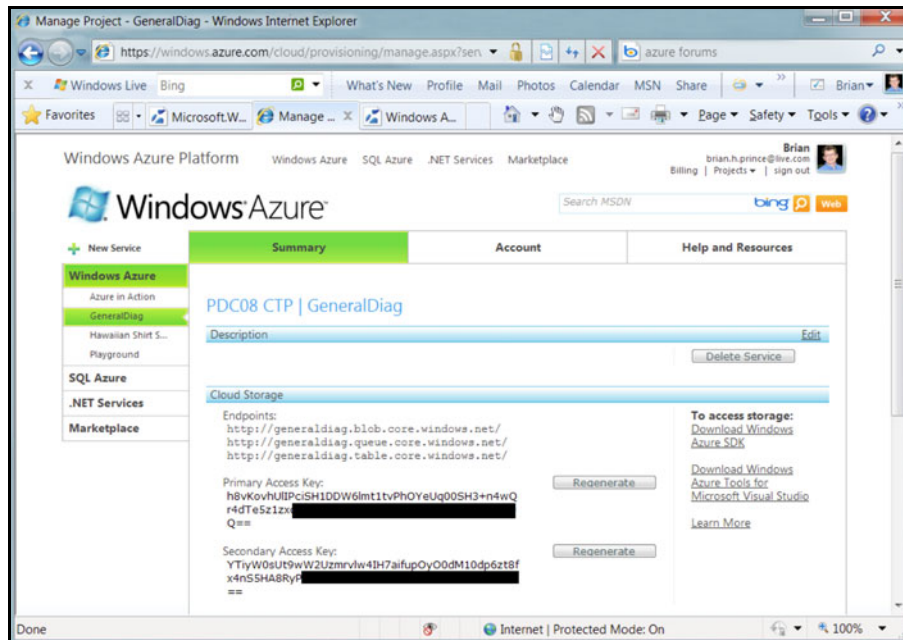 Manage Project - GeneralDiag - Windows Internet Explorer
https://windows.azure.com/cloud/provisioning/manage.aspx?sen
azure forums
Windows Live Bing What's New Profile Mail Photos Calendar MSN Share Brian
Favorites Microsoft.W... Manage ... Windows A... Page Safety Tools
Windows Azure Platform Windows Azure SQL Azure .NET Services Marketplace
Brian
brian.h.prince@live.com
Billing | Projects | sign out
Windows Azure
Search MSDN bing Web
New Service
Summary Account Help and Resources
Windows Azure
Azure in Action
GeneralDiag
Hawaiian Shirt S...
Playground
SQL Azure
.NET Services
Marketplace
PDC08 CTP | GeneralDiag
Description Edit
Delete Service
Cloud Storage
Endpoints:
http://generaldiag.blob.core.windows.net/
http://generaldiag.queue.core.windows.net/
http://generaldiag.table.core.windows.net/
Primary Access Key:
h8vKovhUlIPciSH1DDW6lmt1tvPhOYeUq00SH3+n4wQ
r4dTe5z1zx
Q==
Regenerate
Secondary Access Key:
YTiyW0sUt9wW2Uzmrvlw4IH7aifupOyO0dM10dp6zt8f
x4nS5HA8RyP
==
Regenerate
To access storage:
Download Windows
Azure SDK
Download Windows
Azure Tools for
Microsoft Visual Studio
Learn More
Done Internet | Protected Mode: On 100%